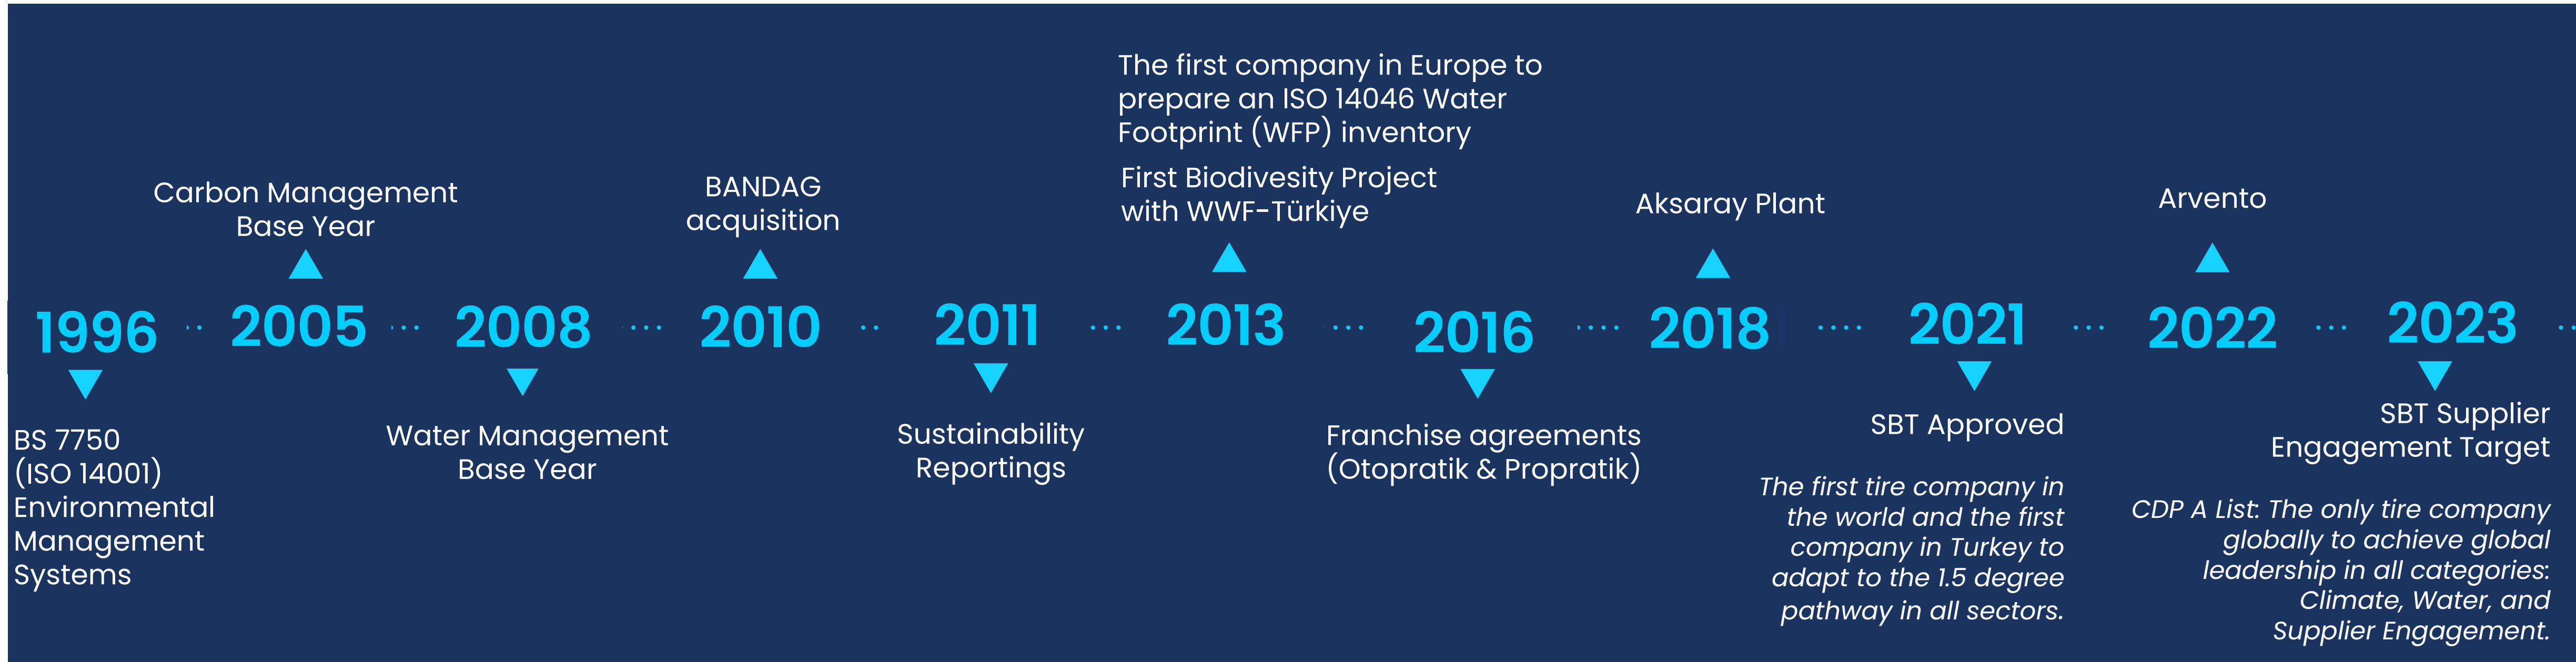 1996
BS 7750
(ISO 14001)
Environmental
Management
Systems
Carbon Management
Base Year
2005
2008
Water Management
Base Year
BANDAG
acquisition
2010
2011
Sustainability
Reportings
The first company in Europe to
prepare an ISO 14046 Water
Footprint (WFP) inventory
First Biodivesity Project
with WWF-Türkiye
2013
2016
Franchise agreements
(Otopratik & Propratik)
Aksaray Plant
2018
2021
SBT Approved
The first tire company in
the world and the first
company in Turkey to
adapt to the 1.5 degree
pathway in all sectors.
Arvento
2022
2023
SBT Supplier
Engagement Target
CDP A List: The only tire company
globally to achieve global
leadership in all categories:
Climate, Water, and
Supplier Engagement.